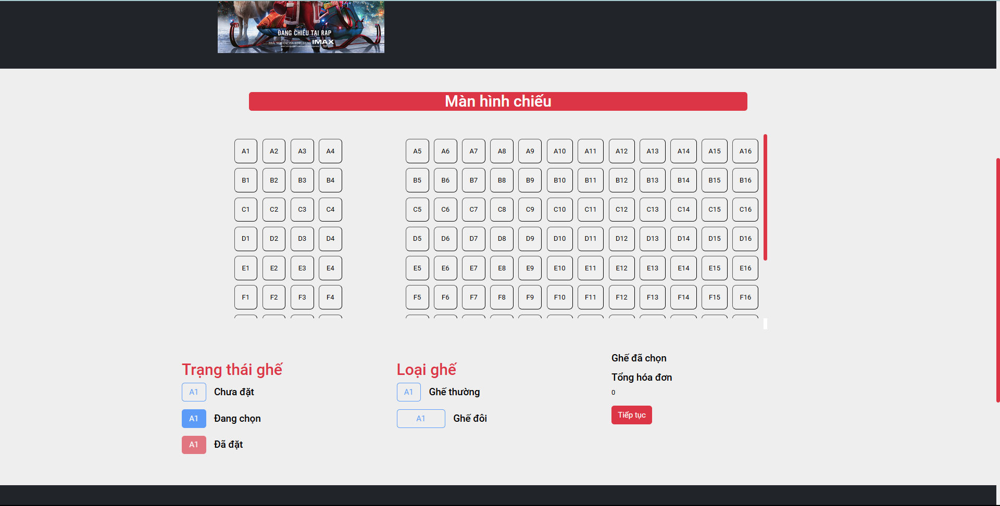 ĐANG CHIẾU TẠI RẠP
TRẢI NGHIỆM VỚI ĐỊNH DẠNG IMAX
Màn hình chiếu
A1 A2 A3 A4 A5 A6 A7 A8 A9 A10 A11 A12 A13 A14 A15 A16
B1 B2 B3 B4 B5 B6 B7 B8 B9 B10 B11 B12 B13 B14 B15 B16
C1 C2 C3 C4 C5 C6 C7 C8 C9 C10 C11 C12 C13 C14 C15 C16
D1 D2 D3 D4 D5 D6 D7 D8 D9 D10 D11 D12 D13 D14 D15 D16
E1 E2 E3 E4 E5 E6 E7 E8 E9 E10 E11 E12 E13 E14 E15 E16
F1 F2 F3 F4 F5 F6 F7 F8 F9 F10 F11 F12 F13 F14 F15 F16
Trạng thái ghế
A1 Chưa đặt
A1 Đang chọn
A1 Đã đặt
Loại ghế
A1 Ghế thường
A1 Ghế đôi
Ghế đã chọn
Tổng hóa đơn
0
Tiếp tục